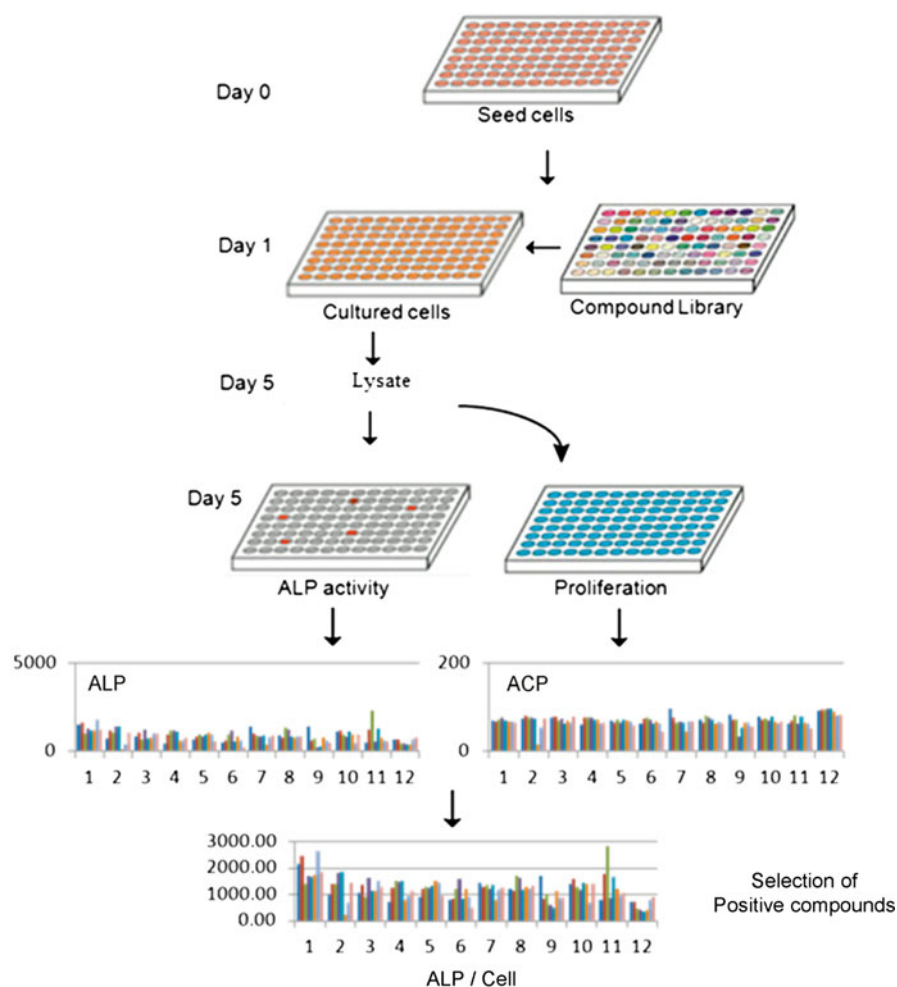 Day 0
Seed cells
Day 1
Cultured cells
Compound Library
Day 5
Lysate
Day 5
ALP activity
Proliferation
5000
ALP
0
1 2 3 4 5 6 7 8 9 10 11 12
200
ACP
0
1 2 3 4 5 6 7 8 9 10 11 12
3000.00
2000.00
1000.00
0.00
1 2 3 4 5 6 7 8 9 10 11 12
ALP / Cell
Selection of
Positive compounds